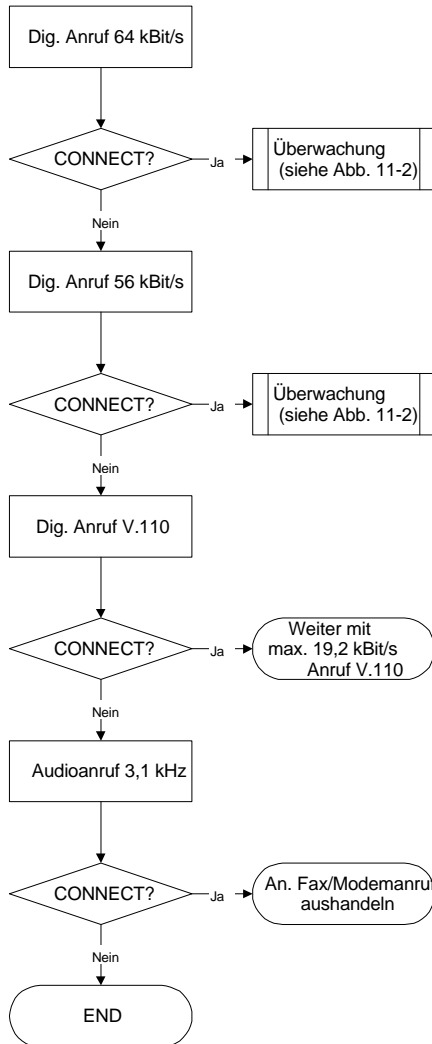 Dig. Anruf 64 kBit/s
CONNECT?
Ja
Überwachung
(siehe Abb. 11-2)
Nein
Dig. Anruf 56 kBit/s
CONNECT?
Ja
Überwachung
(siehe Abb. 11-2)
Nein
Dig. Anruf V.110
CONNECT?
Ja
Weiter mit
max. 19,2 kBit/s
Anruf V.110
Nein
Audioanruf 3,1 kHz
CONNECT?
Ja
An. Fax/Modemanruf
aushandeln
Nein
END